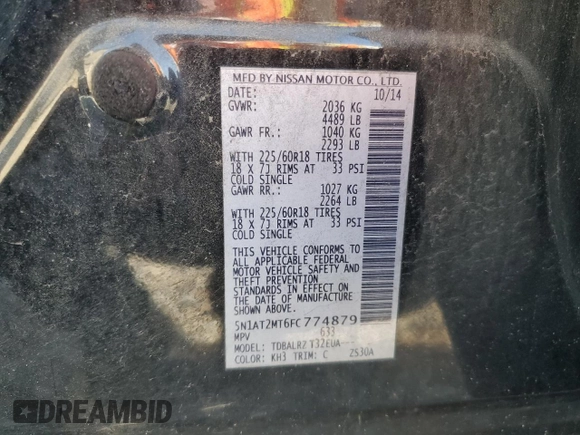 MFD BY NISSAN MOTOR CO., LTD.
DATE: 10/14
GVWR: 2036 KG
4489 LB
GAWR FR.: 1040 KG
2293 LB
WITH 225/60R18 TIRES
18 X 7J RIMS AT 33 PSI
COLD SINGLE
GAWR RR.: 1027 KG
2264 LB
WITH 225/60R18 TIRES
18 X 7J RIMS AT 33 PSI
COLD SINGLE
THIS VEHICLE CONFORMS TO
ALL APPLICABLE FEDERAL
MOTOR VEHICLE SAFETY AND
THEFT PREVENTION
STANDARDS IN EFFECT ON
THE DATE OF MANUFACTURE
SHOWN ABOVE.
5N1AT2MT6FC774879
MPV 633
MODEL: TDBALRZ T32EUA
COLOR: KH3 TRIM: C 2S30A
DREAMBID